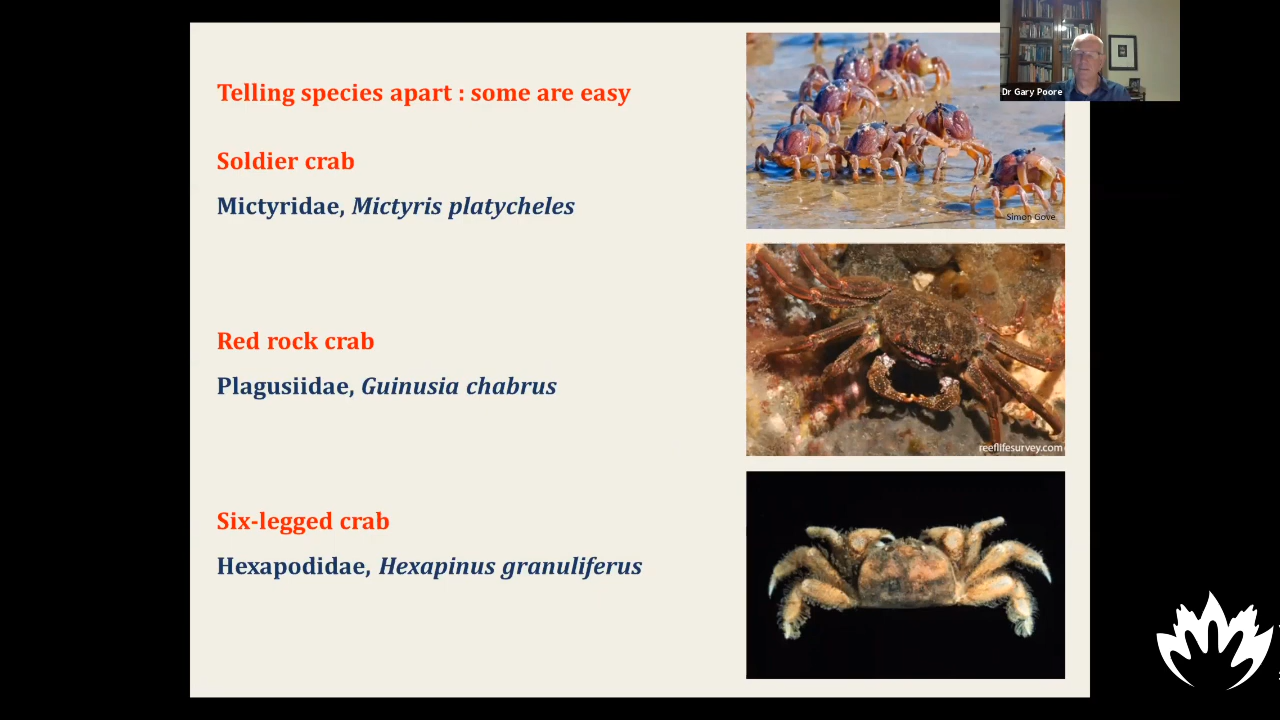 Telling species apart : some are easy
Soldier crab
Mictyridae, Mictyris platycheles
Red rock crab
Plagusiidae, Guinusia chabrus
Six-legged crab
Hexapodidae, Hexapinus granuliferus
Simon Gove
reeflifesurvey.com
Dr Gary Poore